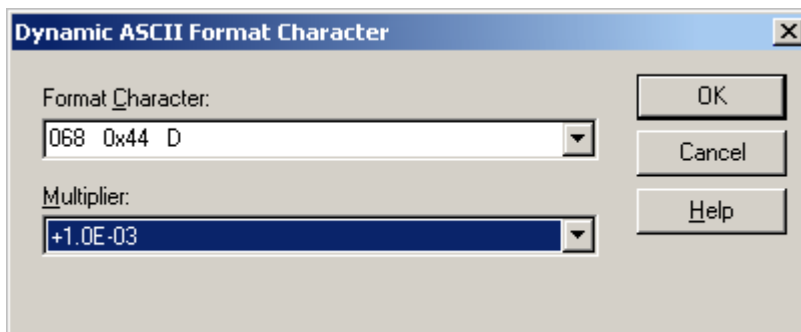 Dynamic ASCII Format Character
Format Character:
068 0x44 D
Multiplier:
+1.0E-03
OK
Cancel
Help